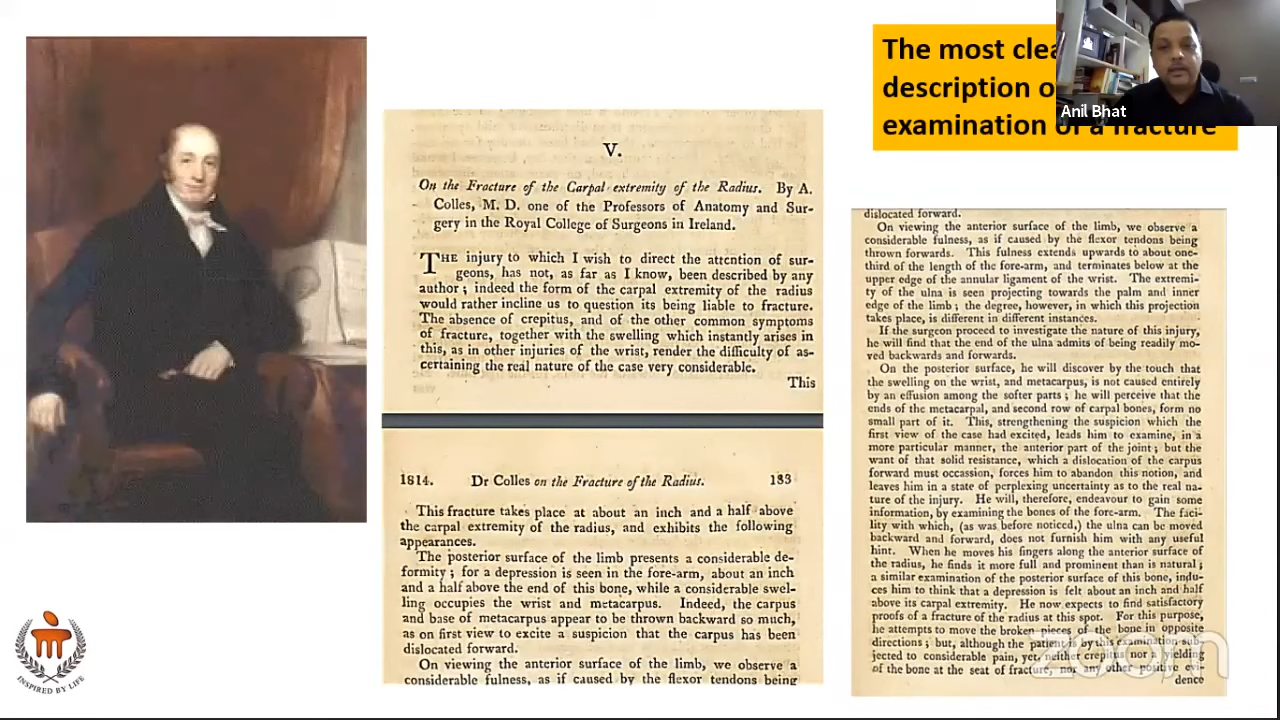 The most clea
description o
examination of a fracture
Anil Bhat
V.
On the Fracture of the Carpal extremity of the Radius. By A.
Colles, M. D. one of the Professors of Anatomy and Sur-
gery in the Royal College of Surgeons in Ireland.
THE injury to which I wish to direct the attention of sur-
geons, has not, as far as I know, been described by any
author; indeed the form of the carpal extremity of the radius
would rather incline us to question its being liable to fracture.
The absence of crepitus, and of the other common symptoms
of fracture, together with the swelling which instantly arises in
this, as in other injuries of the wrist, render the difficulty of as-
certaining the real nature of the case very considerable.
This
1814. Dr Colles on the Fracture of the Radius. 183
This fracture takes place at about an inch and a half above
the carpal extremity of the radius, and exhibits the following
appearances.
The posterior surface of the limb presents a considerable de-
formity; for a depression is seen in the fore-arm, about an inch
and a half above the end of this bone, while a considerable swel-
ling occupies the wrist and metacarpus. Indeed, the carpus
and base of metacarpus appear to be thrown backward so much,
as on first view to excite a suspicion that the carpus has been
dislocated forward.
On viewing the anterior surface of the limb, we observe a
considerable fulness, as if caused by the flexor tendons being
dislocated forward.
On viewing the anterior surface of the limb, we observe a
considerable fulness, as if caused by the flexor tendons being
thrown forwards. This fulness extends upwards to about one-
third of the length of the fore-arm, and terminates below at the
upper edge of the annular ligament of the wrist. The extremi-
ty of the ulna is seen projecting towards the palm and inner
edge of the limb; the degree, however, in which this projection
takes place, is different in different instances.
If the surgeon proceed to investigate the nature of this injury,
he will find that the end of the ulna admits of being readily mo-
ved backwards and forwards.
On the posterior surface, he will discover by the touch that
the swelling on the wrist, and metacarpus, is not caused entirely
by an effusion among the softer parts; he will perceive that the
ends of the metacarpal, and second row of carpal bones, form no
small part of it. This, strengthening the suspicion which the
first view of the case had excited, leads him to examine, in a
more particular manner, the anterior part of the joint; but the
want of that solid resistance, which a dislocation of the carpus
forward must occassion, forces him to abandon this notion, and
leaves him in a state of perplexing uncertainty as to the real na-
ture of the injury. He will, therefore, endeavour to gain some
information, by examining the bones of the fore-arm. The faci-
lity with which, (as was before noticed,) the ulna can be moved
backward and forward, does not furnish him with any useful
hint. When he moves his fingers along the anterior surface of
the radius, he finds it more full and prominent than is natural;
a similar examination of the posterior surface of this bone, indu-
ces him to think that a depression is felt about an inch and half
above its carpal extremity. He now expects to find satisfactory
proofs of a fracture of the radius at this spot. For this purpose,
he attempts to move the broken pieces of the bone in opposite
directions; but, although the patient is by this examination sub-
jected to considerable pain, yet, neither crepitus nor a yielding
of the bone at the seat of fracture, nor any other positive evi-
dence
zoom
INSPIRED BY LIFE